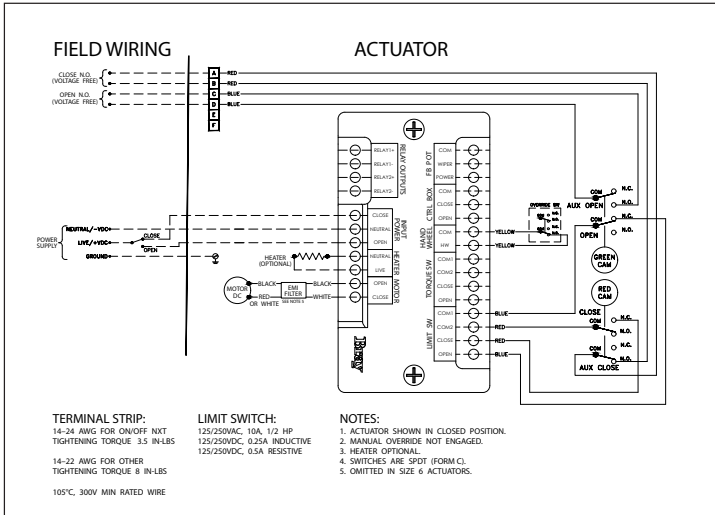 FIELD WIRING
ACTUATOR
CLOSE N.O.
(VOLTAGE FREE)
OPEN N.O.
(VOLTAGE FREE)
A
B
C
D
E
F
RED
RED
BLUE
BLUE
RELAY1+
RELAY1-
RELAY2+
RELAY2-
RELAY OUTPUTS
CLOSE
NEUTRAL
OPEN
INPUT
POWER
NEUTRAL
LIVE
HEATER
OPEN
CLOSE
MOTOR
Bray
COM
WIPER
POWER
FB POT
COM
CLOSE
OPEN
CTRL BOX
COM
HW
HAND
WHEEL
COM1
COM2
CLOSE
OPEN
TORQUE SW
COM1
COM2
CLOSE
OPEN
LIMIT SW
NEUTRAL/-VDC
LIVE/+VDC
GROUND
POWER
SUPPLY
CLOSE
OPEN
HEATER
(OPTIONAL)
MOTOR
DC
BLACK
RED
OR WHITE
EMI
FILTER
SEE NOTE 5
BLACK
WHITE
YELLOW
YELLOW
OVERRIDE SW
BLUE
RED
RED
BLUE
COM
N.C.
N.O.
AUX OPEN
COM
N.C.
N.O.
OPEN
GREEN
CAM
RED
CAM
CLOSE
COM
N.C.
N.O.
COM
N.C.
N.O.
AUX CLOSE
TERMINAL STRIP:
14-24 AWG FOR ON/OFF NXT
TIGHTENING TORQUE 3.5 IN-LBS
14-22 AWG FOR OTHER
TIGHTENING TORQUE 8 IN-LBS
105°C, 300V MIN RATED WIRE
LIMIT SWITCH:
125/250VAC, 10A, 1/2 HP
125/250VDC, 0.25A INDUCTIVE
125/250VDC, 0.5A RESISTIVE
NOTES:
1. ACTUATOR SHOWN IN CLOSED POSITION.
2. MANUAL OVERRIDE NOT ENGAGED.
3. HEATER OPTIONAL.
4. SWITCHES ARE SPDT (FORM C).
5. OMITTED IN SIZE 6 ACTUATORS.